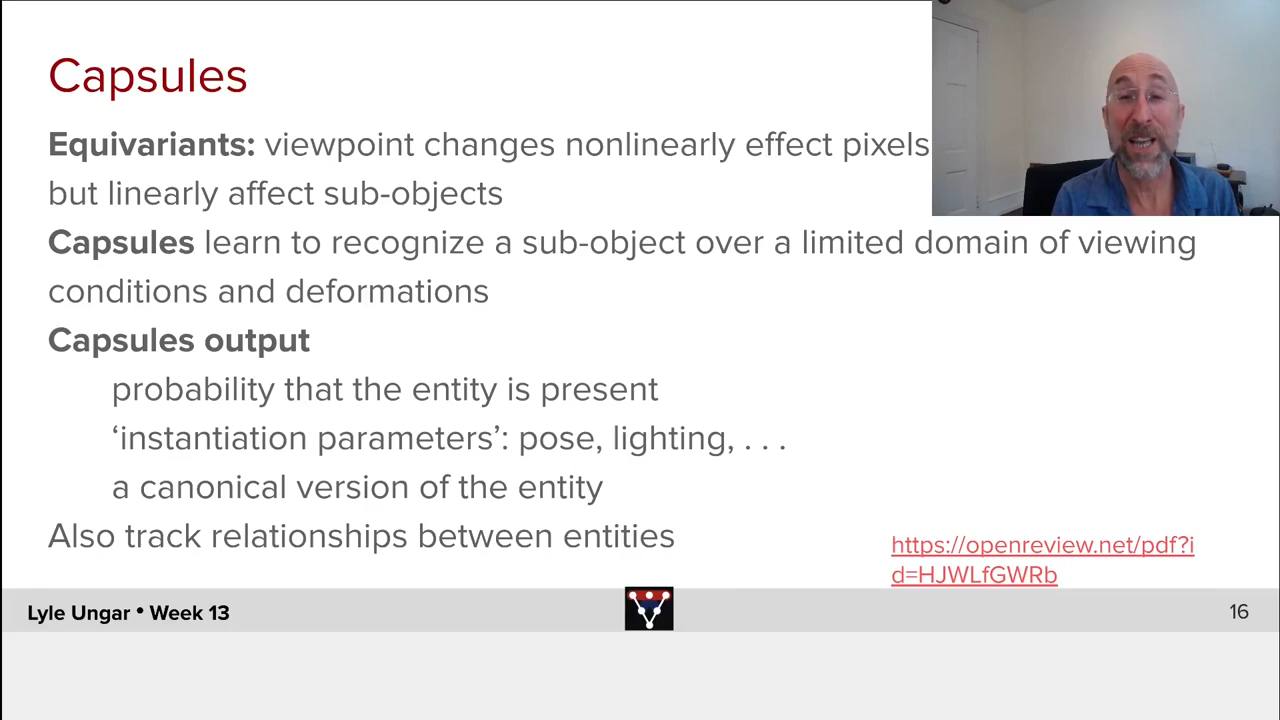 Capsules
Equivariants: viewpoint changes nonlinearly effect pixels
but linearly affect sub-objects
Capsules learn to recognize a sub-object over a limited domain of viewing
conditions and deformations
Capsules output
probability that the entity is present
‘instantiation parameters’: pose, lighting, . . .
a canonical version of the entity
Also track relationships between entities
https://openreview.net/pdf?i
d=HJWLfGWRb
Lyle Ungar • Week 13
16